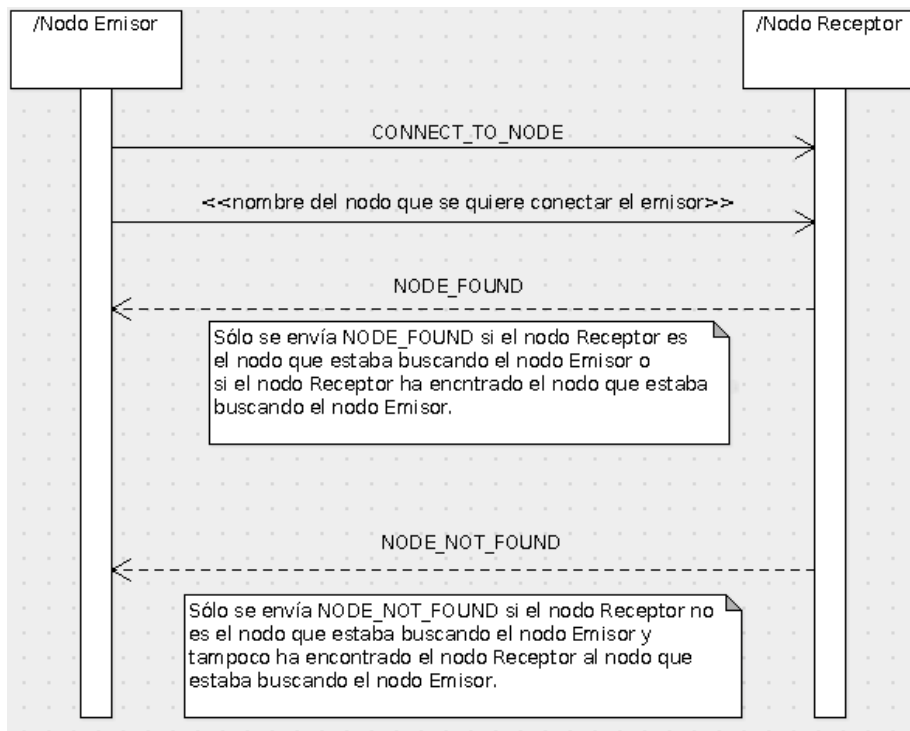 /Nodo Emisor
/Nodo Receptor
CONNECT_TO_NODE
<<nombre del nodo que se quiere conectar el emisor>>
NODE_FOUND
Sólo se envía NODE_FOUND si el nodo Receptor es
el nodo que estaba buscando el nodo Emisor o
si el nodo Receptor ha encntrado el nodo que estaba
buscando el nodo Emisor.
NODE_NOT_FOUND
Sólo se envía NODE_NOT_FOUND si el nodo Receptor no
es el nodo que estaba buscando el nodo Emisor y
tampoco ha encontrado el nodo Receptor al nodo que
estaba buscando el nodo Emisor.